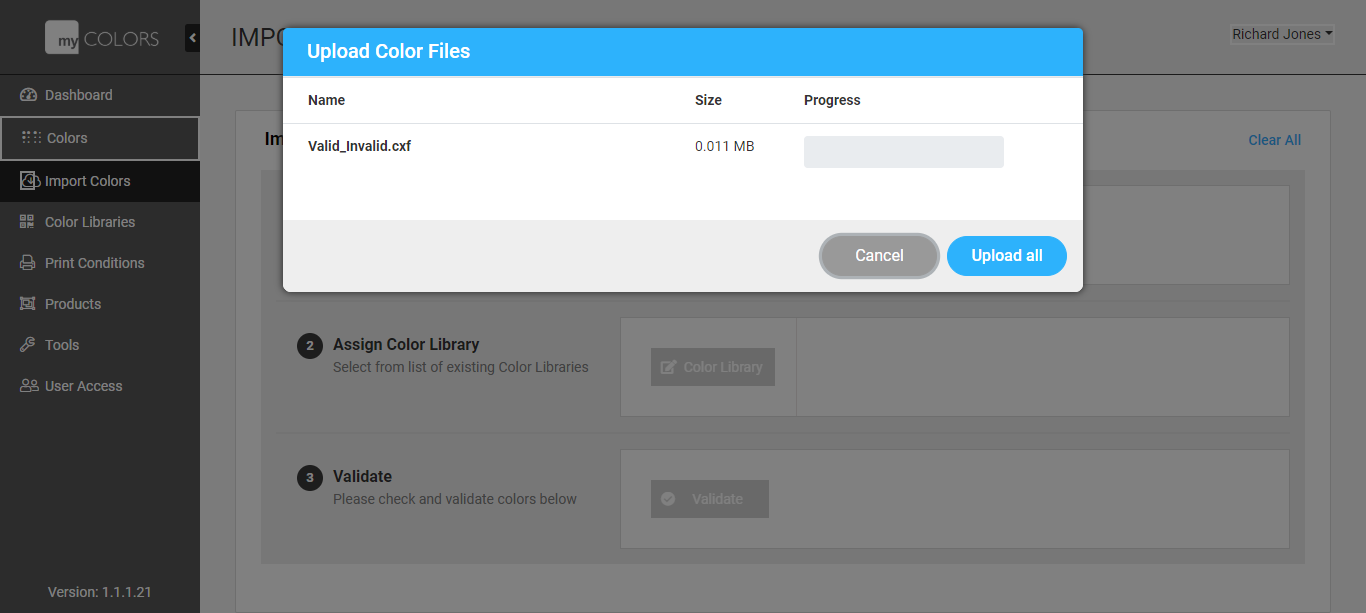 my COLORS
IMPO
Richard Jones
Dashboard
Colors
Import Colors
Color Libraries
Print Conditions
Products
Tools
User Access
Version: 1.1.1.21
Upload Color Files
Name Size Progress
Valid_Invalid.cxf 0.011 MB
Cancel Upload all
Im
Clear All
2 Assign Color Library
Select from list of existing Color Libraries
Color Library
3 Validate
Please check and validate colors below
Validate